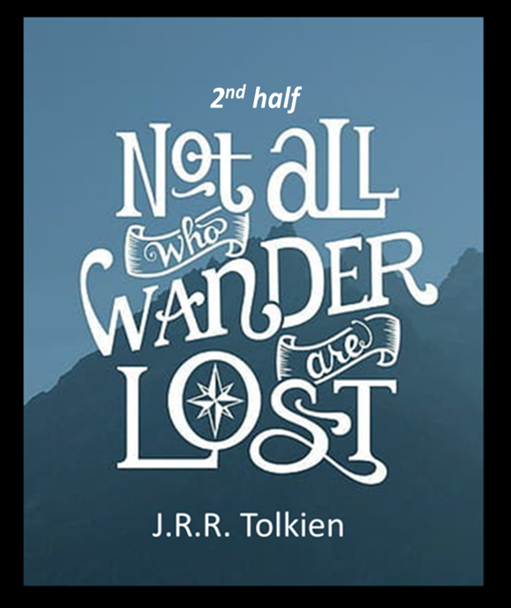 2nd half
Not all
who
WANDER
are
LOST
J.R.R. Tolkien